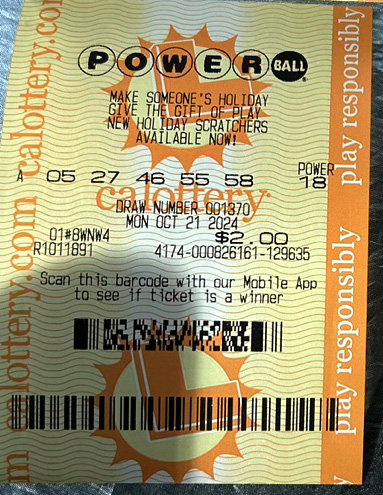 POWERBALL
MAKE SOMEONE'S HOLIDAY
GIVE THE GIFT OF PLAY
NEW HOLIDAY SCRATCHERS
AVAILABLE NOW!
POWER
A 05 27 46 55 58 18
calottery
DRAW NUMBER 001370
MON OCT 21 2024
01#8WNW4 $2.00
R1011891 4174-000826161-129635
Scan this barcode with our Mobile App
to see if ticket is a winner
calottery.com
calottery.com
play responsibly
play responsibly